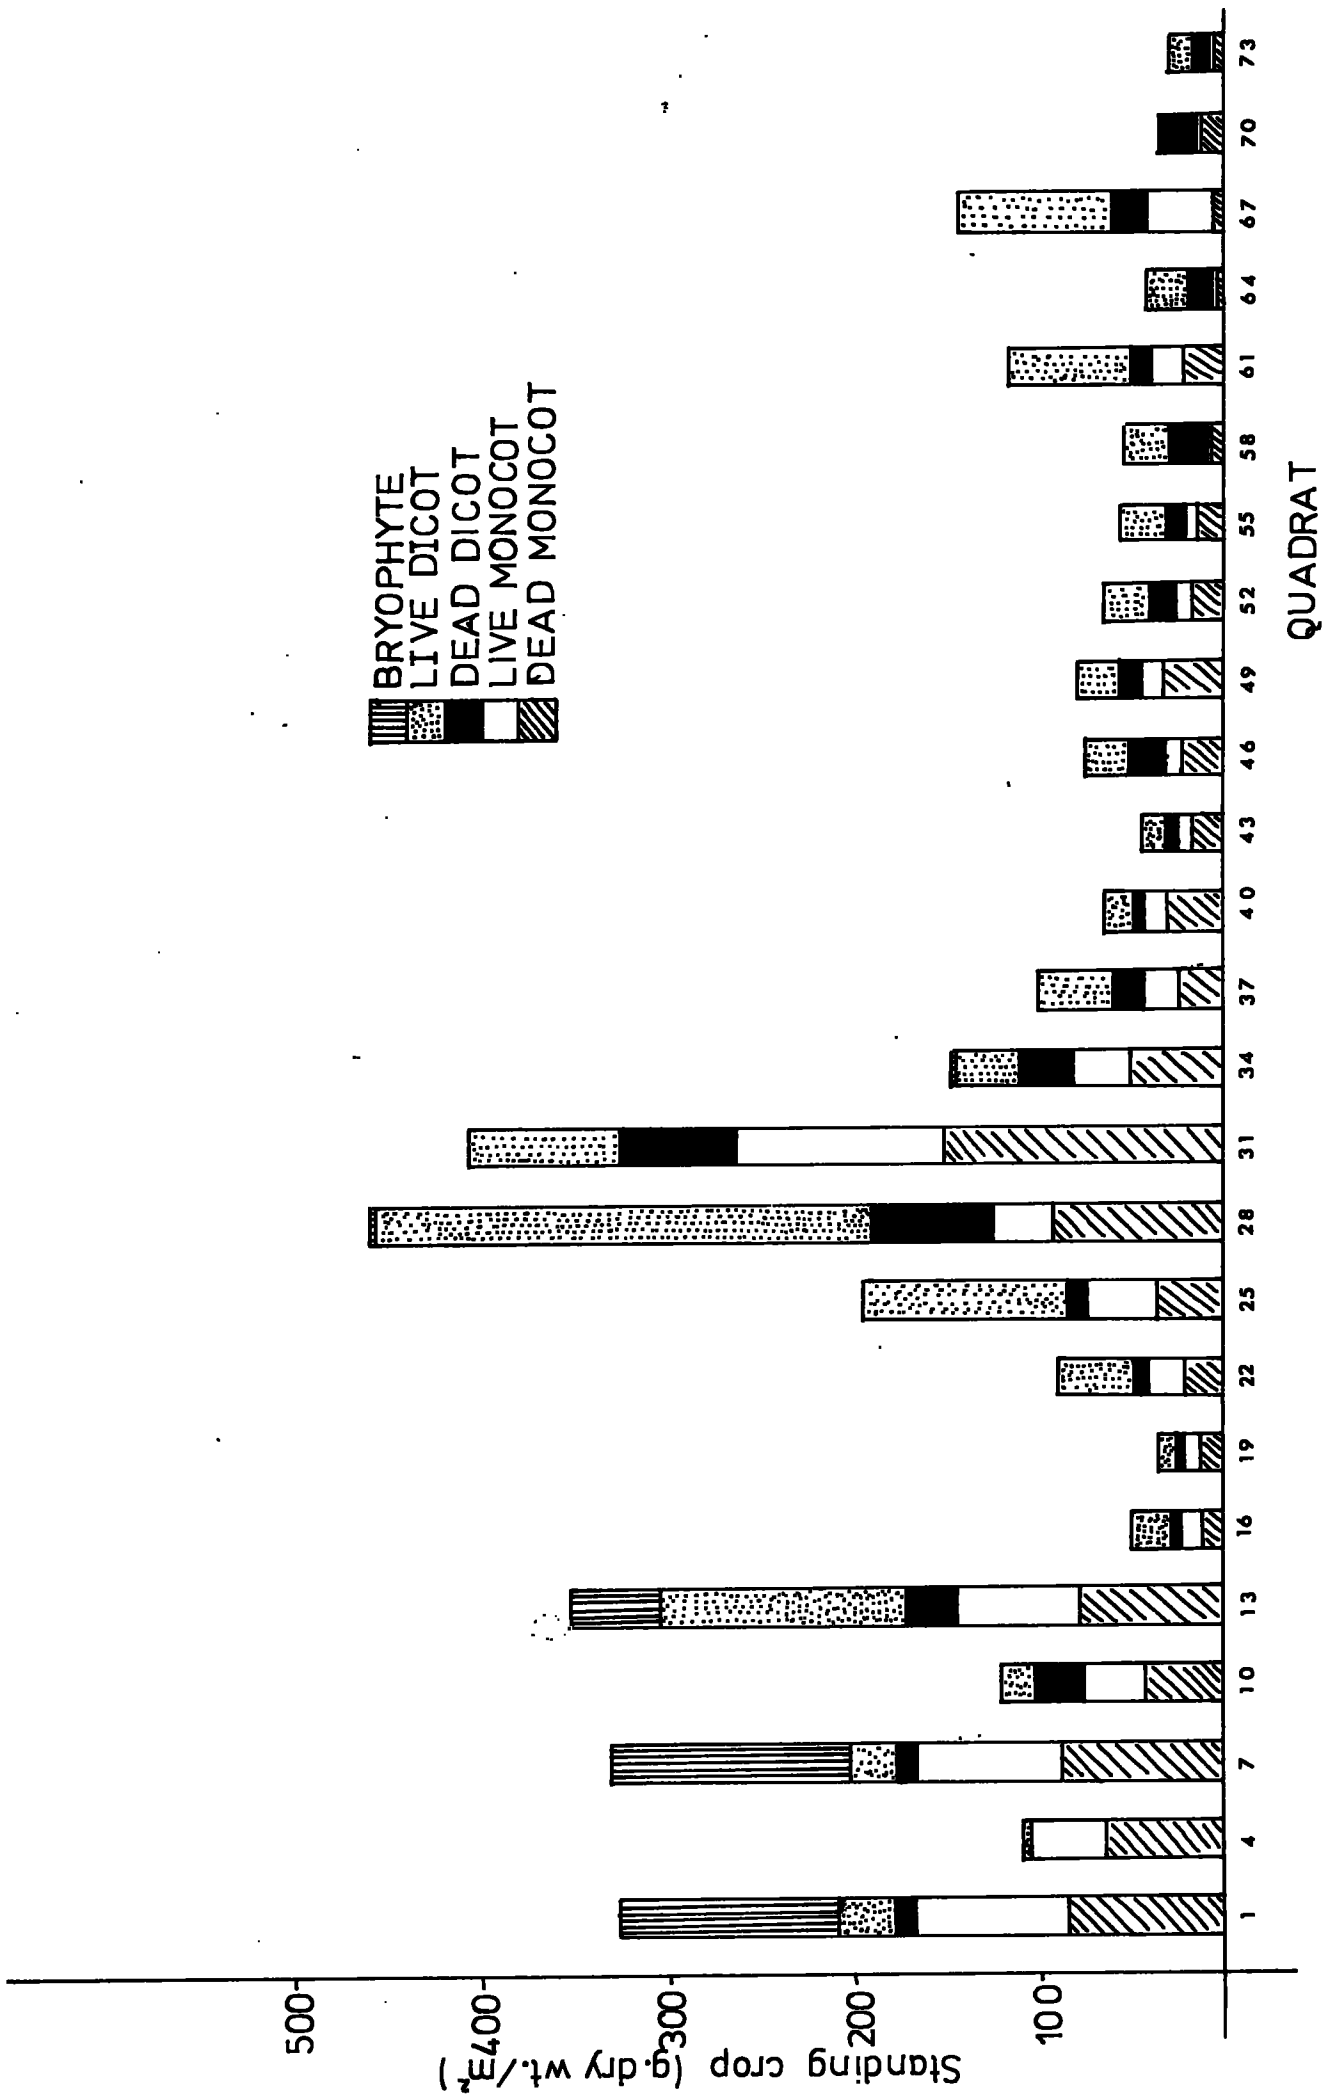 Standing crop (g.dry wt./m²)
500
400
300
200
100
BRYOPHYTE
LIVE DICOT
DEAD DICOT
LIVE MONOCOT
DEAD MONOCOT
1 4 7 10 13 16 19 22 25 28 31 34 37 40 43 46 49 52 55 58 61 64 67 70 73
QUADRAT